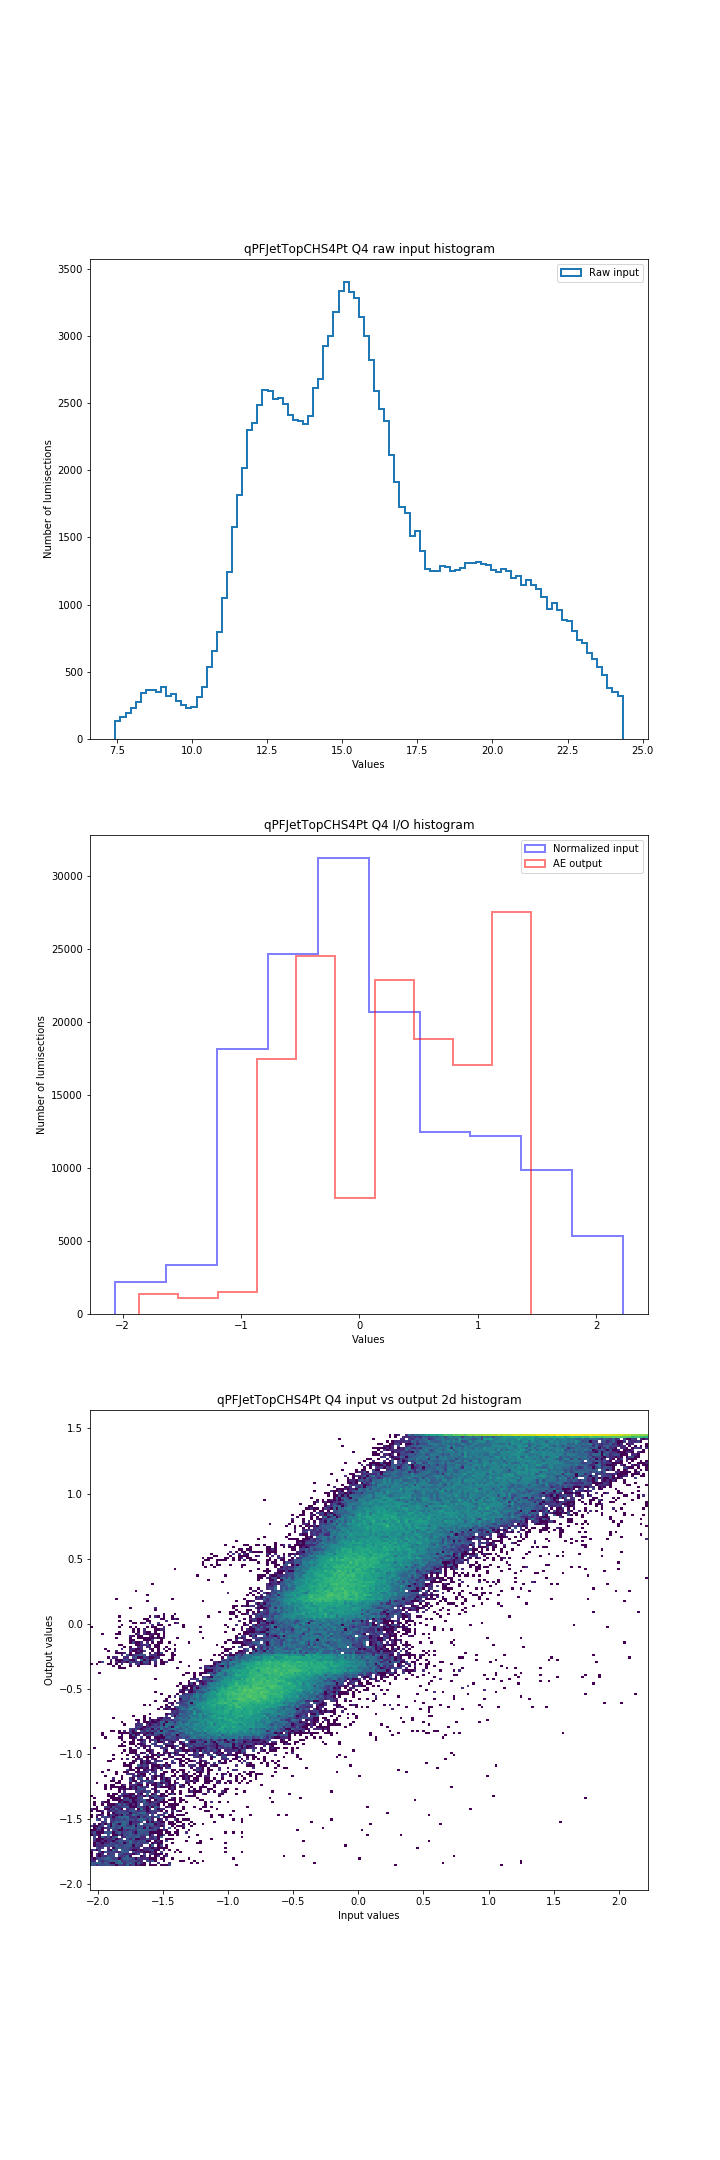 qPFJetTopCHS4Pt Q4 raw input histogram
Raw input
3500
3000
2500
2000
1500
1000
500
0
Number of lumisections
7.5 10.0 12.5 15.0 17.5 20.0 22.5 25.0
Values
qPFJetTopCHS4Pt Q4 I/O histogram
Normalized input
AE output
30000
25000
20000
15000
10000
5000
0
Number of lumisections
−2 −1 0 1 2
Values
qPFJetTopCHS4Pt Q4 input vs output 2d histogram
1.5
1.0
0.5
0.0
−0.5
−1.0
−1.5
−2.0
Output values
−2.0 −1.5 −1.0 −0.5 0.0 0.5 1.0 1.5 2.0
Input values